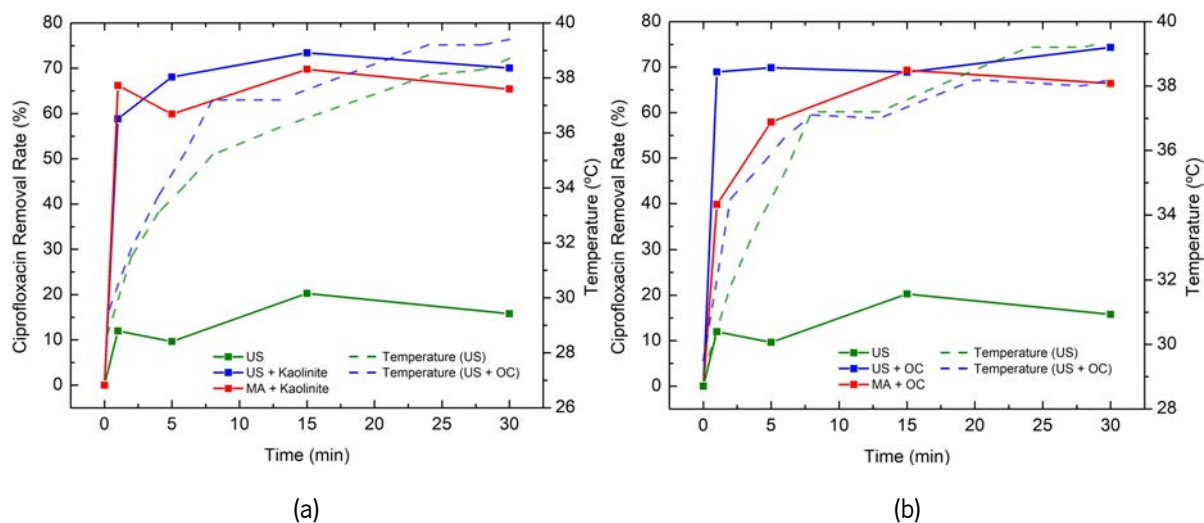 Ciprofloxacin Removal Rate (%)
80
70
60
50
40
30
20
10
0
40
38
36
34
32
30
28
26
Temperature (ºC)
US
US + Kaolinite
MA + Kaolinite
Temperature (US)
Temperature (US + OC)
0 5 10 15 20 25 30
Time (min)
(a)
Ciprofloxacin Removal Rate (%)
80
70
60
50
40
30
20
10
0
40
38
36
34
32
30
28
Temperature (ºC)
US
US + OC
MA + OC
Temperature (US)
Temperature (US + OC)
0 5 10 15 20 25 30
Time (min)
(b)